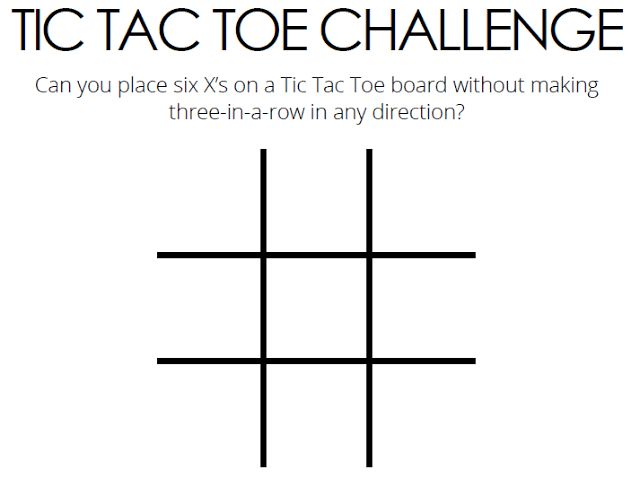 TIC TAC TOE CHALLENGE
Can you place six X's on a Tic Tac Toe board without making
three-in-a-row in any direction?